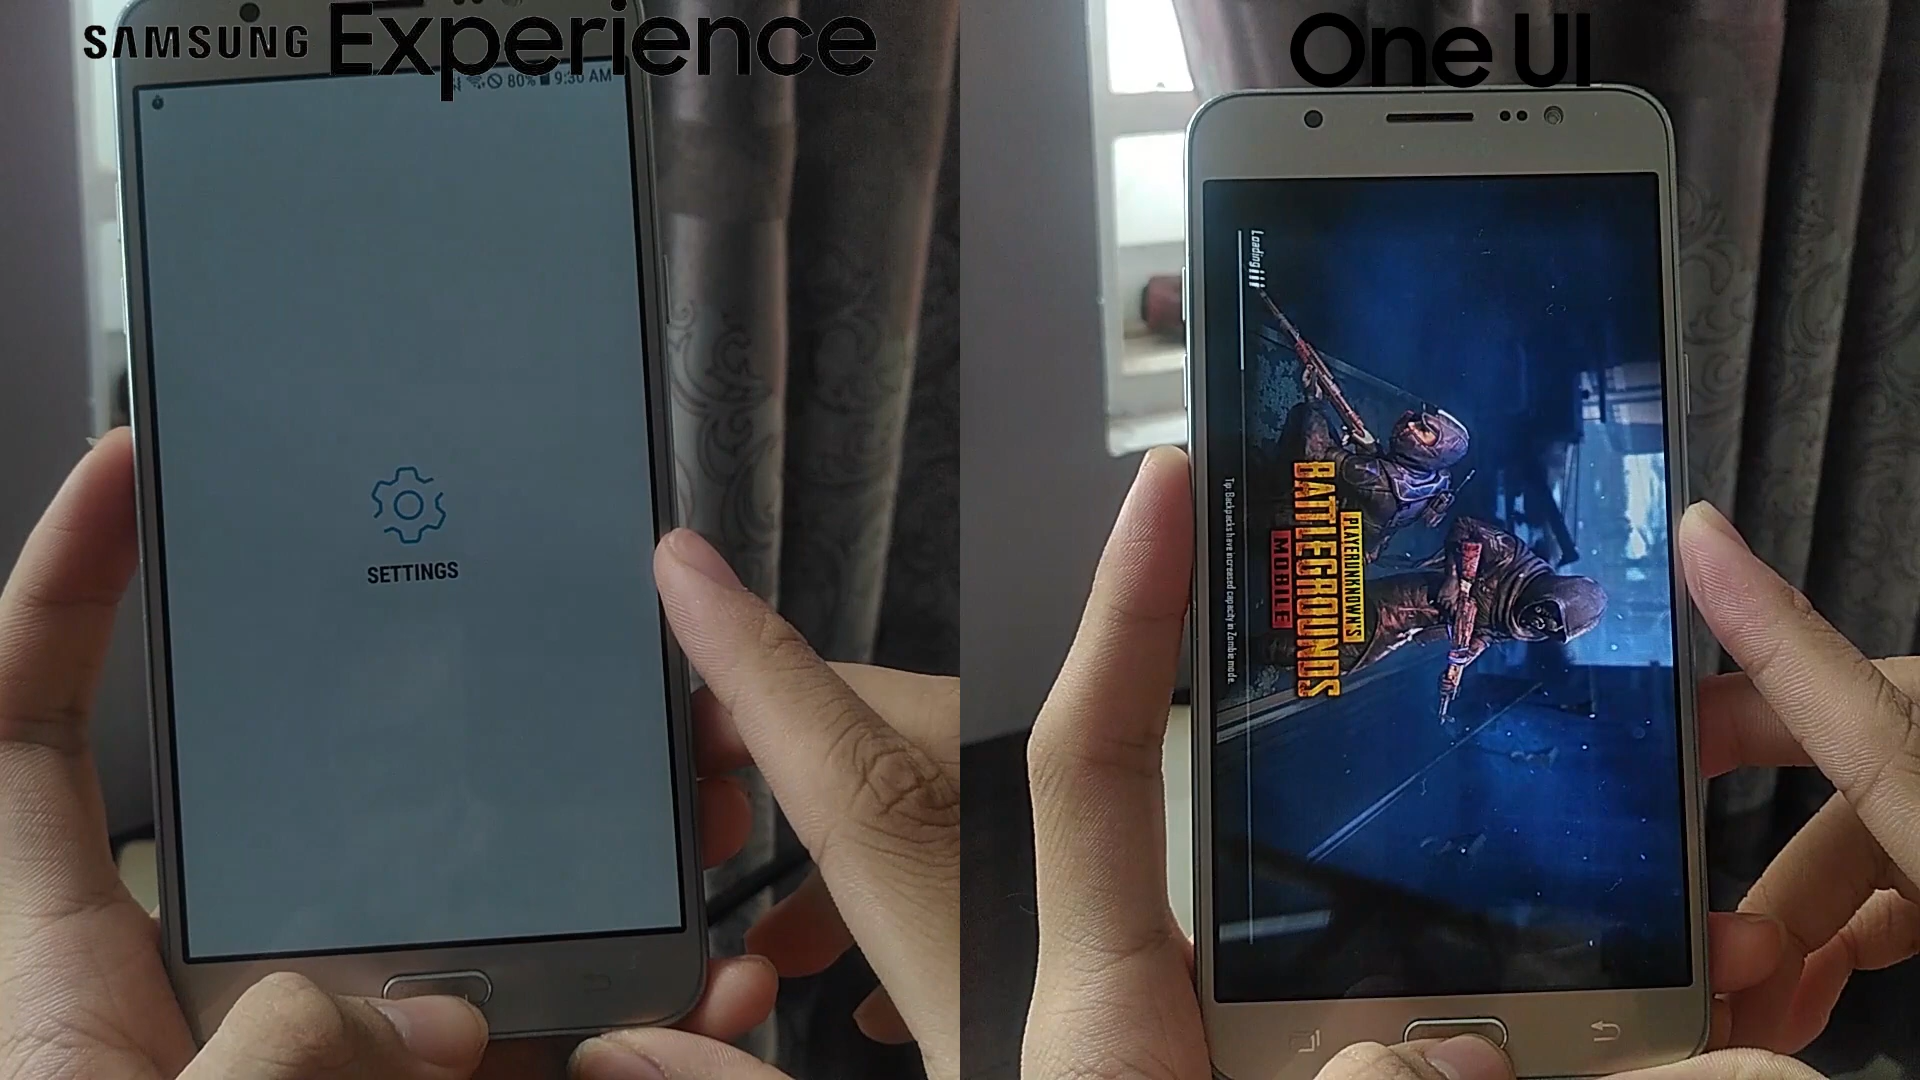 SAMSUNG Experience
80% 9:30 AM
SETTINGS
One UI
Loading
PLAYERUNKNOWN'S
BATTLEGROUNDS
MOBILE
Tip: Backpacks have increased capacity in Zombie mode.